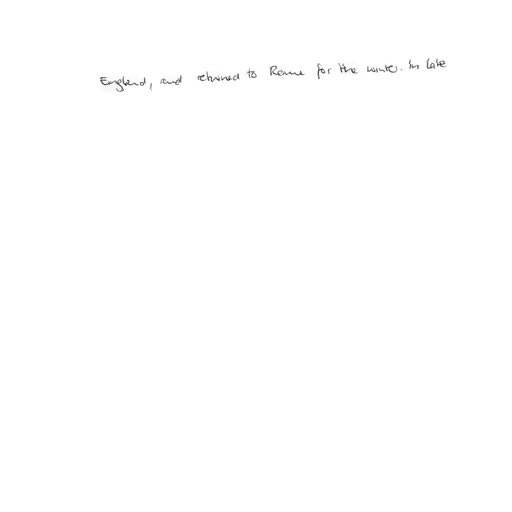 England, and returned to Rome for the winter. In late